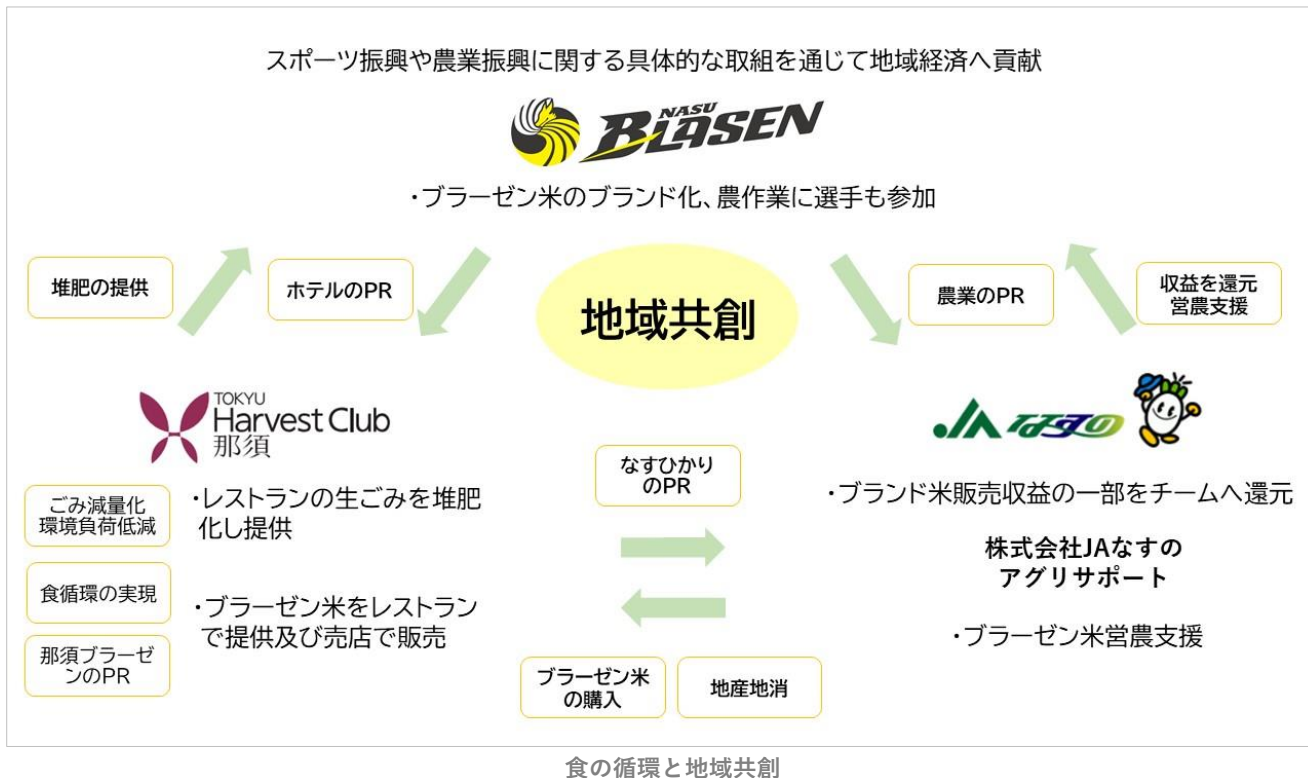 スポーツ振興や農業振興に関する具体的な取組を通じて地域経済へ貢献
NASU
BLASEN
・ブラーゼン米のブランド化、農作業に選手も参加
堆肥の提供
ホテルのPR
地域共創
農業のPR
収益を還元
営農支援
TOKYU
Harvest Club
那須
JAなすの
ごみ減量化
環境負荷低減
・レストランの生ごみを堆肥
化し提供
食循環の実現
・ブラーゼン米をレストラン
で提供及び売店で販売
那須ブラーゼ
ンのPR
なすひかり
のPR
ブラーゼン米
の購入
地産地消
・ブランド米販売収益の一部をチームへ還元
株式会社JAなすの
アグリサポート
・ブラーゼン米営農支援
食の循環と地域共創